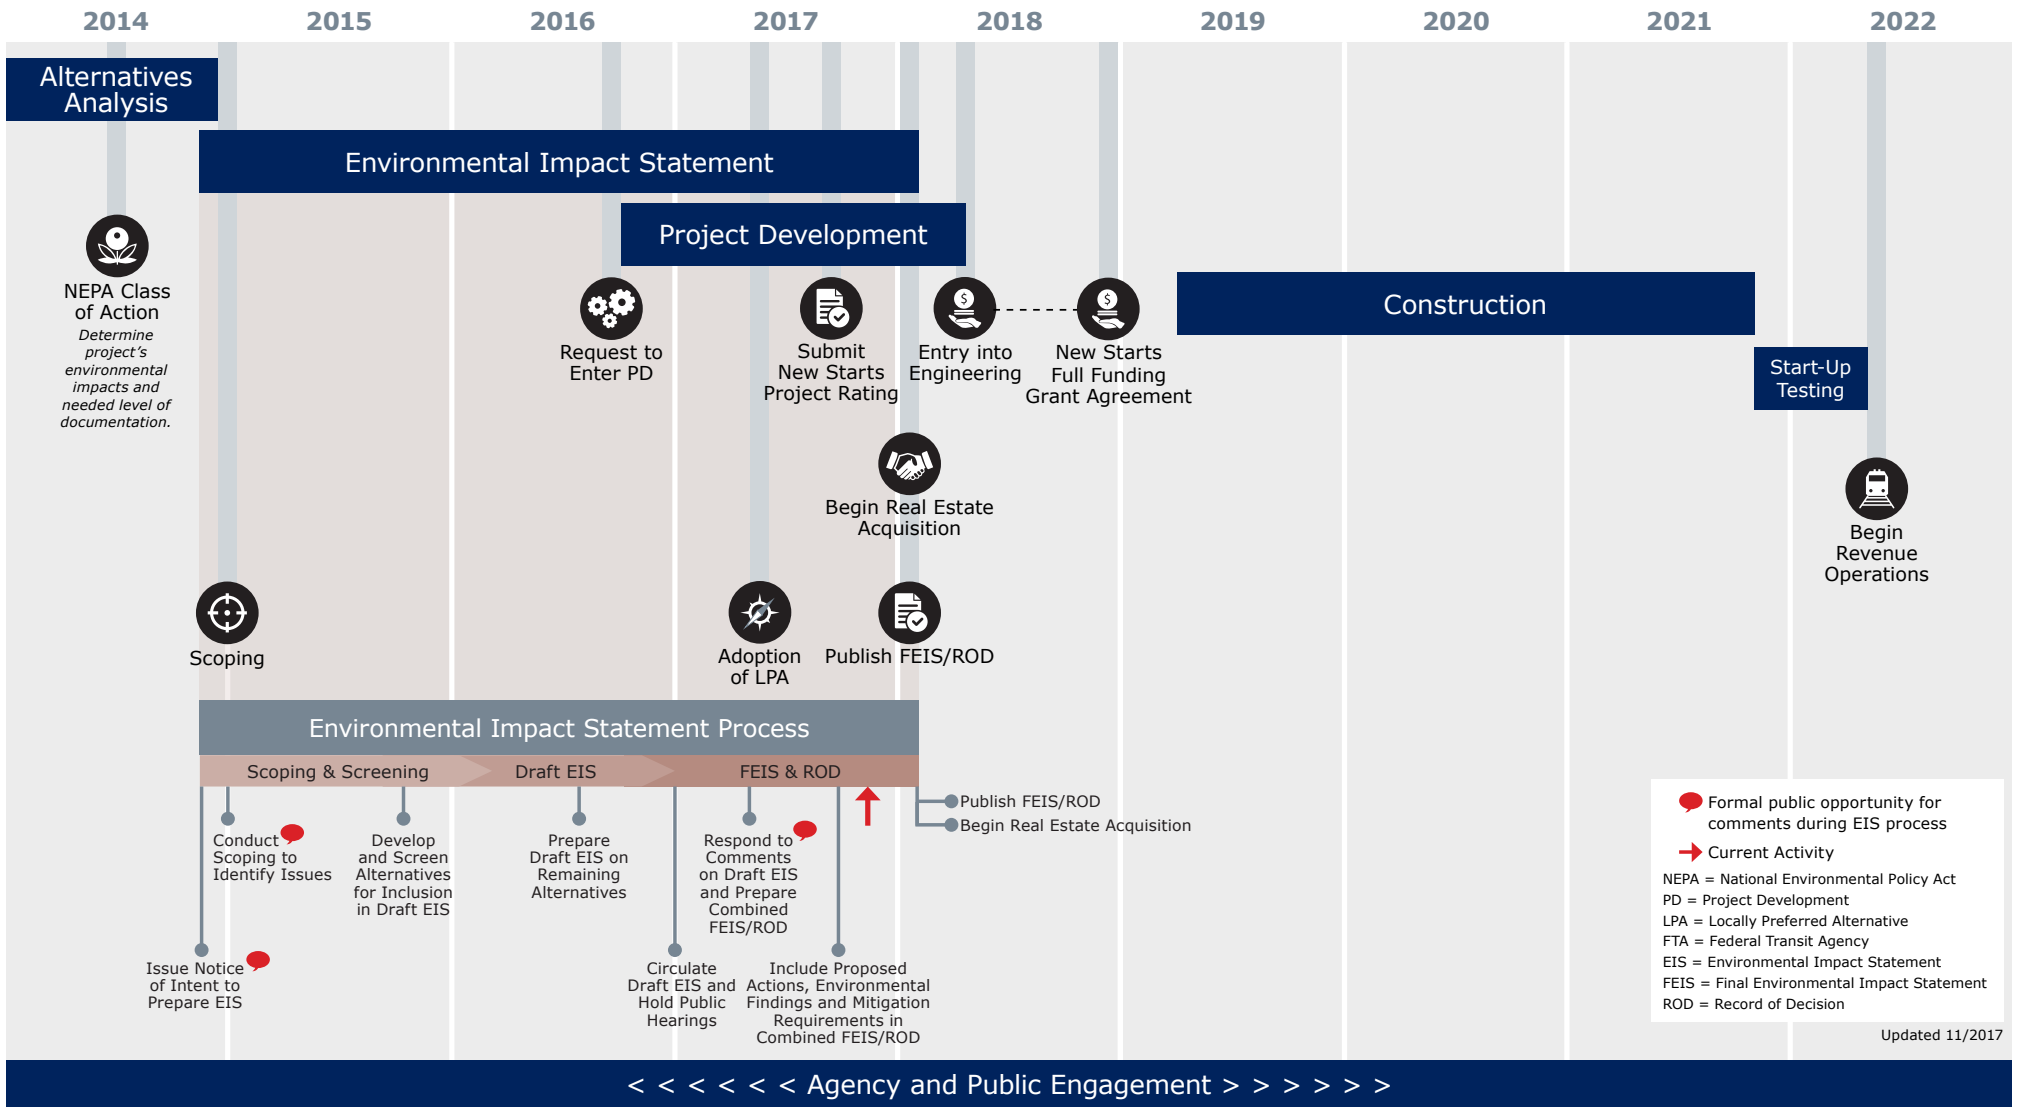 2014 2015 2016 2017 2018 2019 2020 2021 2022
Alternatives
Analysis
Environmental Impact Statement
Project Development
Construction
Start-Up
Testing
NEPA Class
of Action
Determine
project's
environmental
impacts and
needed level of
documentation.
Request to
Enter PD
Submit
New Starts
Project Rating
$
Entry into
Engineering
$
New Starts
Full Funding
Grant Agreement
Begin Real Estate
Acquisition
Begin
Revenue
Operations
Scoping
Adoption
of LPA
Publish FEIS/ROD
Environmental Impact Statement Process
Scoping & Screening
Draft EIS
FEIS & ROD
Publish FEIS/ROD
Begin Real Estate Acquisition
Conduct
Scoping to
Identify Issues
Develop
and Screen
Alternatives
for Inclusion
in Draft EIS
Prepare
Draft EIS on
Remaining
Alternatives
Respond to
Comments
on Draft EIS
and Prepare
Combined
FEIS/ROD
Issue Notice
of Intent to
Prepare EIS
Circulate
Draft EIS and
Hold Public
Hearings
Include Proposed
Actions, Environmental
Findings and Mitigation
Requirements in
Combined FEIS/ROD
Formal public opportunity for
comments during EIS process
Current Activity
NEPA = National Environmental Policy Act
PD = Project Development
LPA = Locally Preferred Alternative
FTA = Federal Transit Agency
EIS = Environmental Impact Statement
FEIS = Final Environmental Impact Statement
ROD = Record of Decision
Updated 11/2017
< < < < < < Agency and Public Engagement > > > > > >